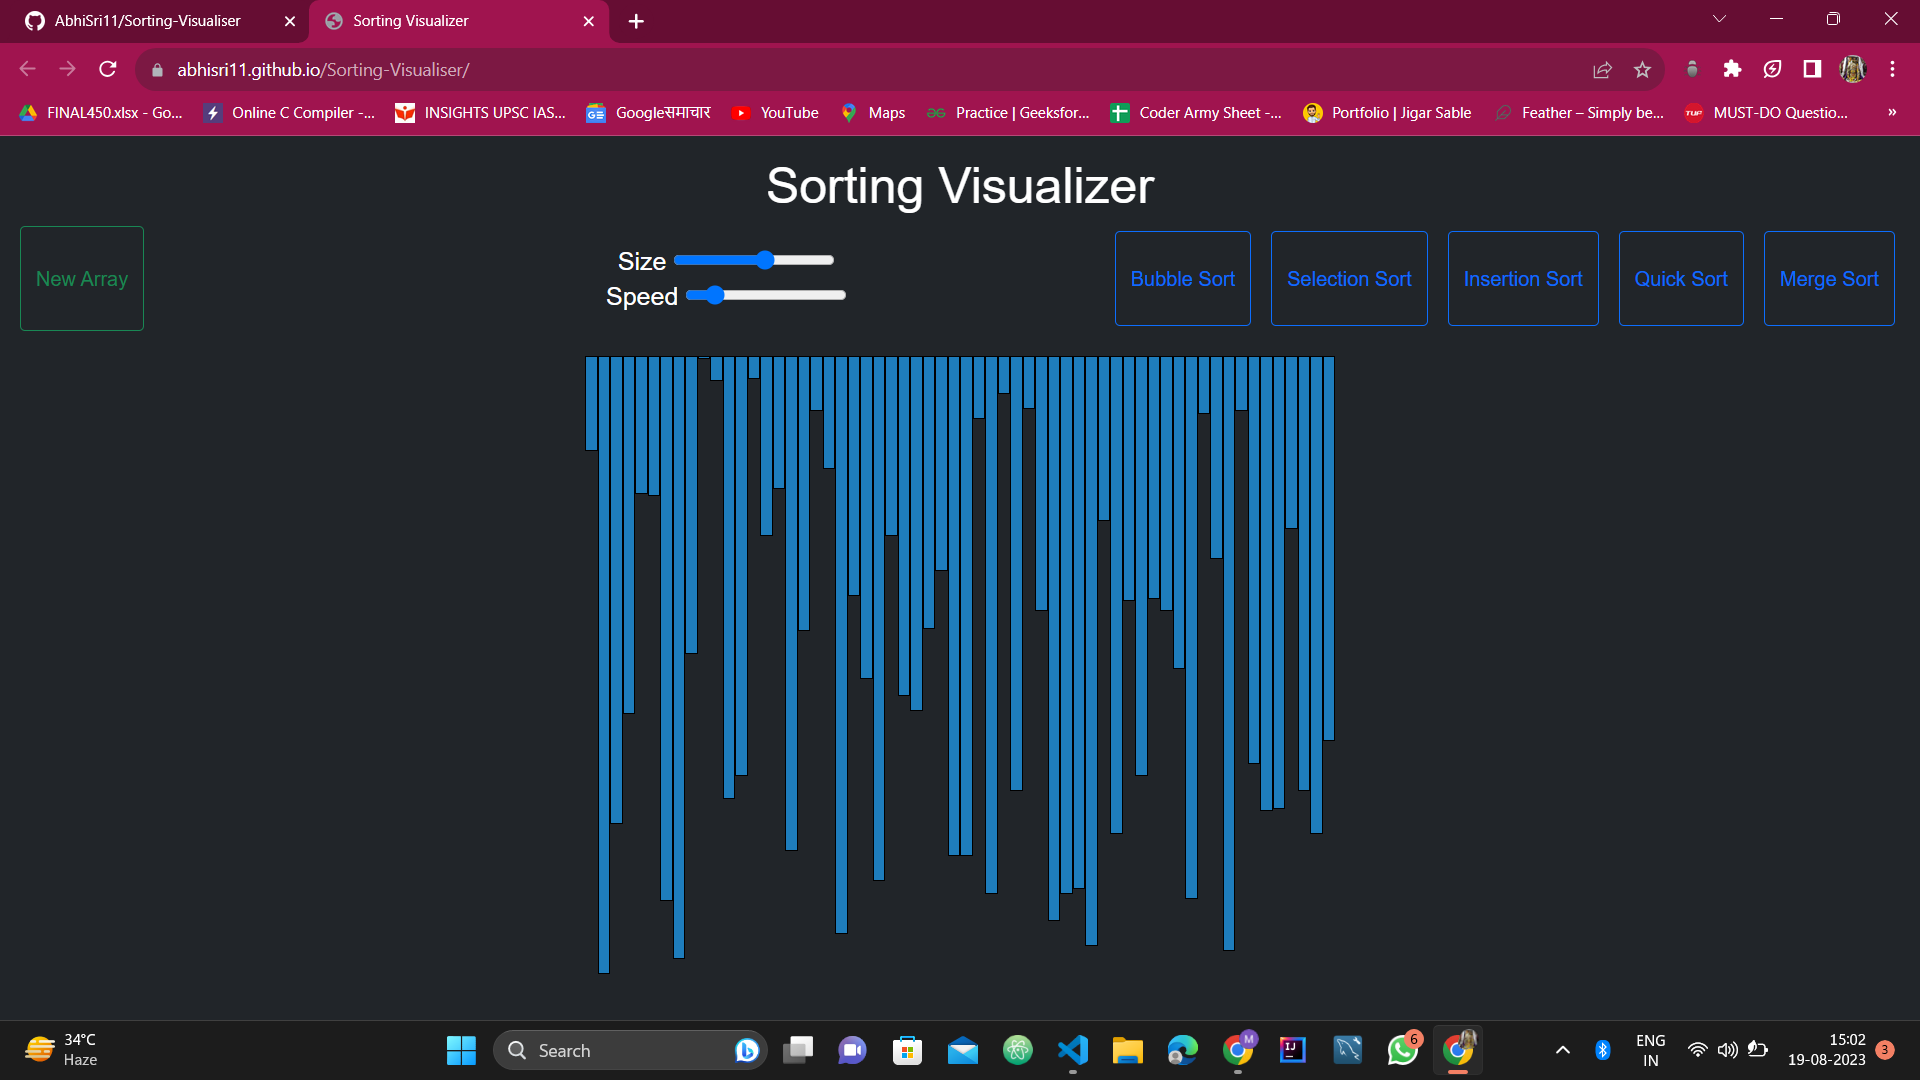 AbhiSri11/Sorting-Visualiser
Sorting Visualizer
abhisri11.github.io/Sorting-Visualiser/
FINAL450.xlsx - Go...
Online C Compiler -...
INSIGHTS UPSC IAS...
Googleसमाचार
YouTube
Maps
Practice | Geeksfor...
Coder Army Sheet -...
Portfolio | Jigar Sable
Feather – Simply be...
TUF
MUST-DO Questio...
»
Sorting Visualizer
New Array
Size
Speed
Bubble Sort
Selection Sort
Insertion Sort
Quick Sort
Merge Sort
34°C
Haze
Search
M
IJ
6
ENG
IN
15:02
19-08-2023
3